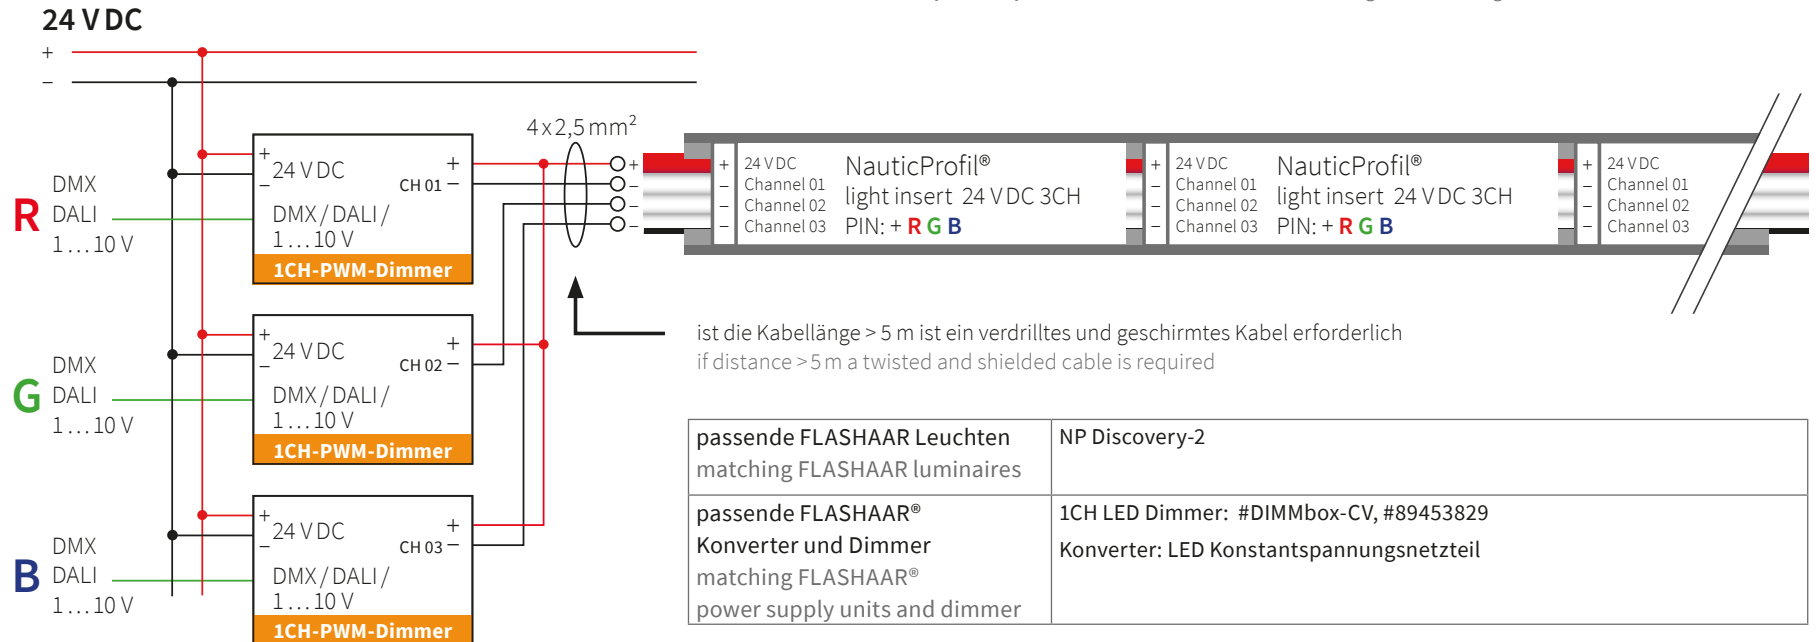 24 V DC
+
−
4 x 2,5 mm²
R
DMX
DALI
1…10 V
+
−
24 V DC
DMX / DALI /
1…10 V
+
CH 01 −
1CH-PWM-Dimmer
G
DMX
DALI
1…10 V
+
−
24 V DC
DMX / DALI /
1…10 V
+
CH 02 −
1CH-PWM-Dimmer
B
DMX
DALI
1…10 V
+
−
24 V DC
DMX / DALI /
1…10 V
+
CH 03 −
1CH-PWM-Dimmer
+
−
−
−
+ 24 V DC
− Channel 01
− Channel 02
− Channel 03
NauticProfil®
light insert 24 V DC 3CH
PIN: + R G B
+ 24 V DC
− Channel 01
− Channel 02
− Channel 03
NauticProfil®
light insert 24 V DC 3CH
PIN: + R G B
+ 24 V DC
− Channel 01
− Channel 02
− Channel 03
ist die Kabellänge > 5 m ist ein verdrilltes und geschirmtes Kabel erforderlich
if distance > 5 m a twisted and shielded cable is required
passende FLASHAAR Leuchten
matching FLASHAAR luminaires
NP Discovery-2
passende FLASHAAR®
Konverter und Dimmer
matching FLASHAAR®
power supply units and dimmer
1CH LED Dimmer: #DIMMbox-CV, #89453829
Konverter: LED Konstantspannungsnetzteil